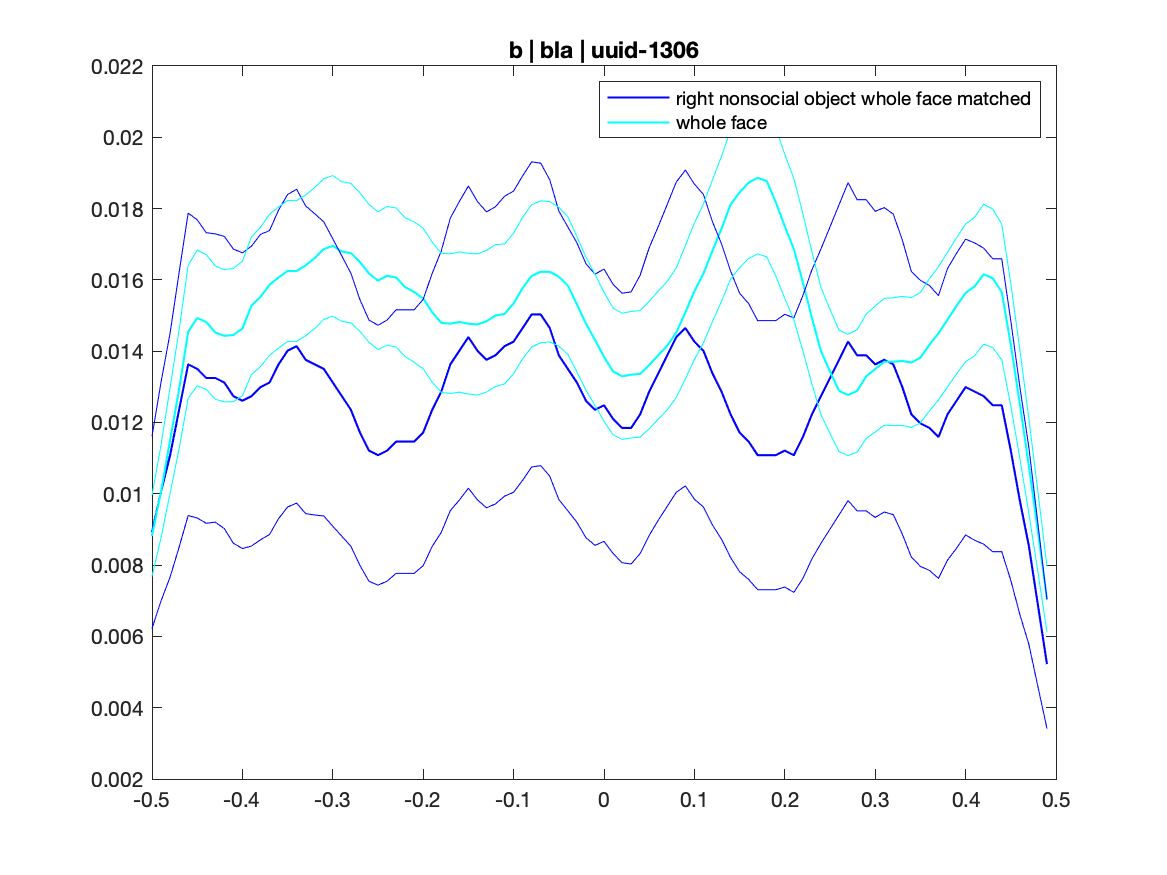 b | bla | uuid-1306
right nonsocial object whole face matched
whole face
0.022
0.02
0.018
0.016
0.014
0.012
0.01
0.008
0.006
0.004
0.002
-0.5 -0.4 -0.3 -0.2 -0.1 0 0.1 0.2 0.3 0.4 0.5